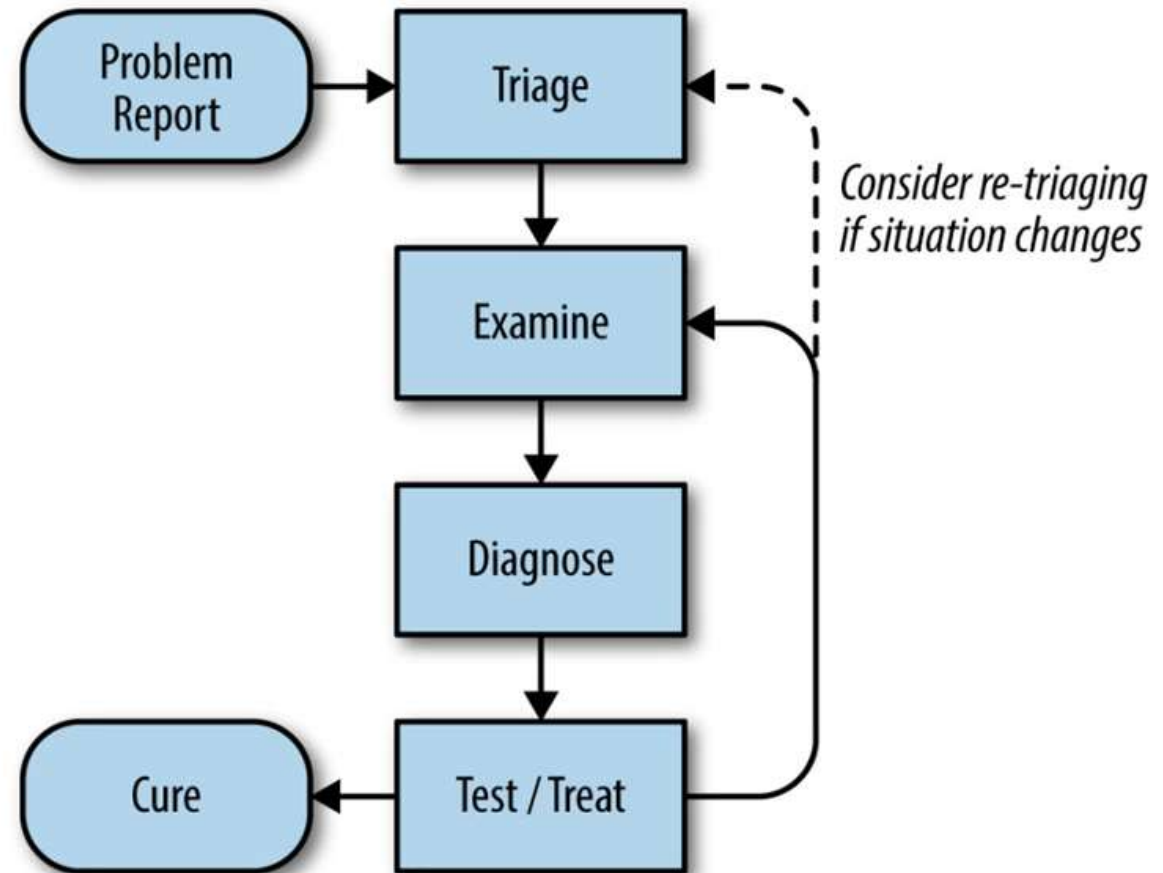 Problem
Report
Triage
Consider re-triaging
if situation changes
Examine
Diagnose
Cure
Test / Treat